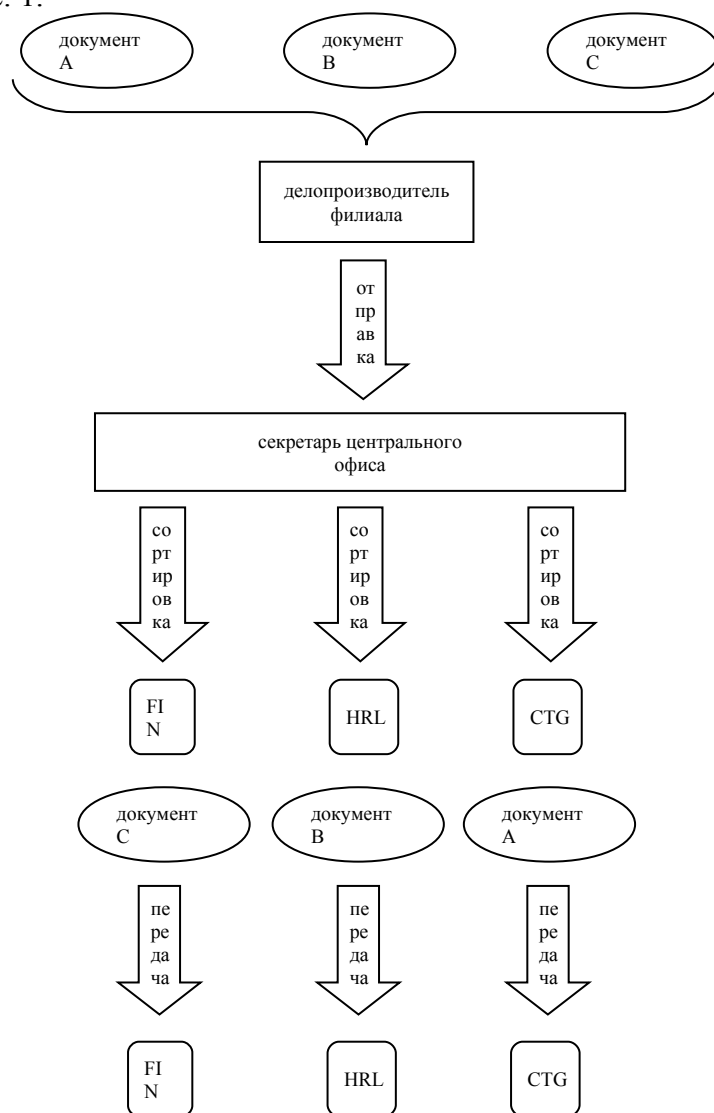 документ
A
документ
B
документ
C
делопроизводитель
филиала
от
пр
ав
ка
секретарь центрального
офиса
со
рт
ир
ов
ка
со
рт
ир
ов
ка
со
рт
ир
ов
ка
FI
N
HRL
CTG
документ
C
документ
B
документ
A
пе
ре
да
ча
пе
ре
да
ча
пе
ре
да
ча
FI
N
HRL
CTG